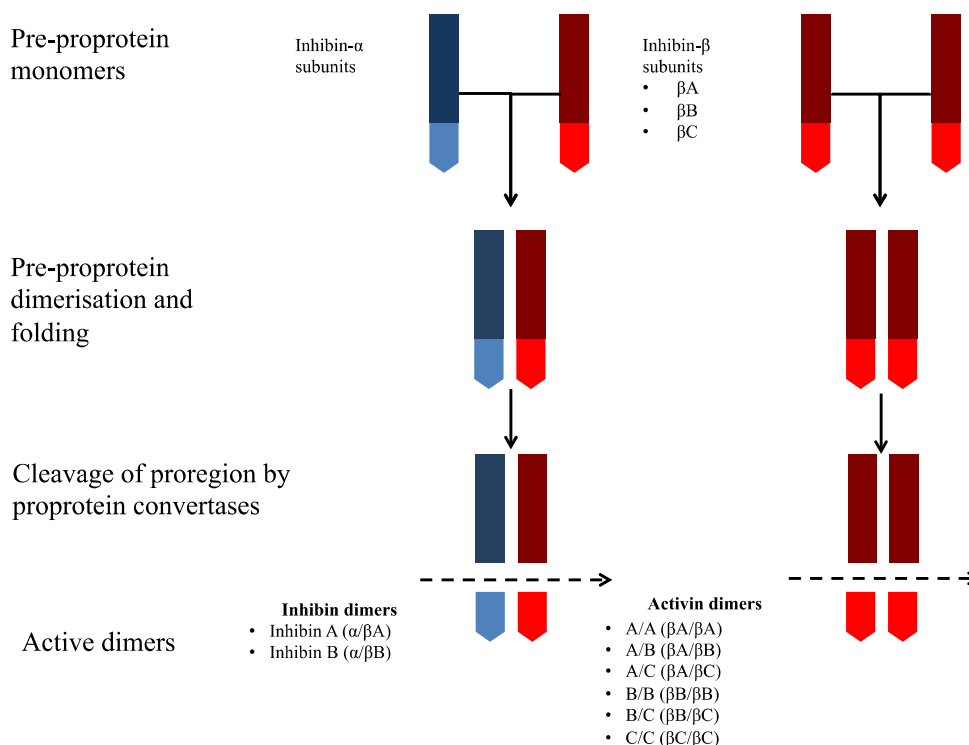 Pre-proprotein
monomers
Inhibin-α
subunits
Inhibin-β
subunits
• βA
• βB
• βC
Pre-proprotein
dimerisation and
folding
Cleavage of proregion by
proprotein convertases
Active dimers
Inhibin dimers
• Inhibin A (α/βA)
• Inhibin B (α/βB)
Activin dimers
• A/A (βA/βA)
• A/B (βA/βB)
• A/C (βA/βC)
• B/B (βB/βB)
• B/C (βB/βC)
• C/C (βC/βC)